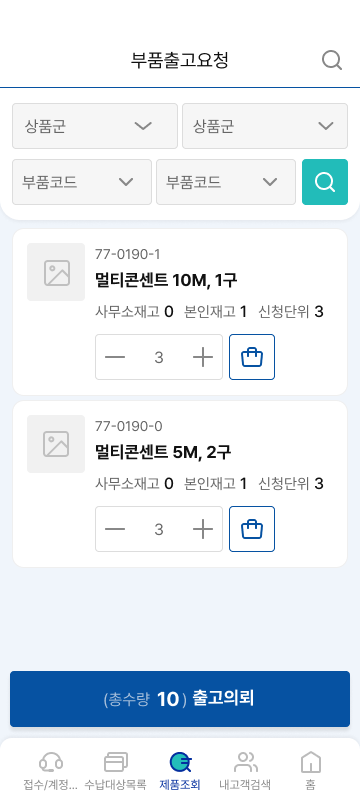 부품출고요청
상품군 상품군
부품코드 부품코드
77-0190-1
멀티콘센트 10M, 1구
사무소재고 0 본인재고 1 신청단위 3
3
77-0190-0
멀티콘센트 5M, 2구
사무소재고 0 본인재고 1 신청단위 3
3
(총수량 10 ) 출고의뢰
접수/계정... 수납대상목록 제품조회 내고객검색 홈